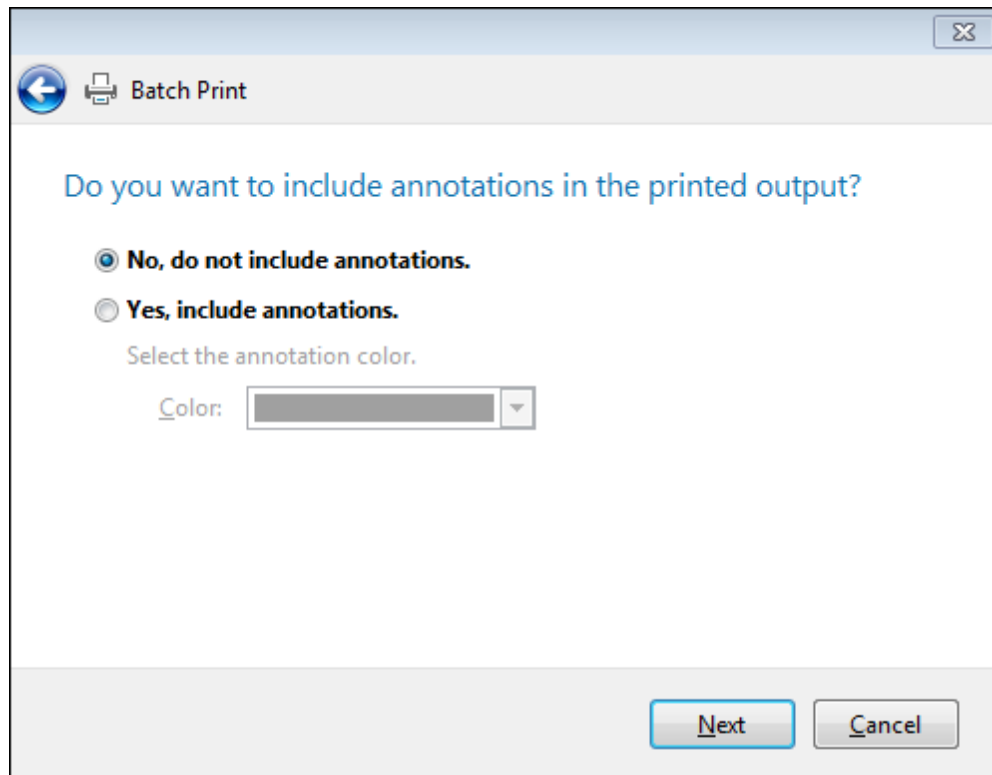 Batch Print
Do you want to include annotations in the printed output?
No, do not include annotations.
Yes, include annotations.
Select the annotation color.
Color:
Next
Cancel